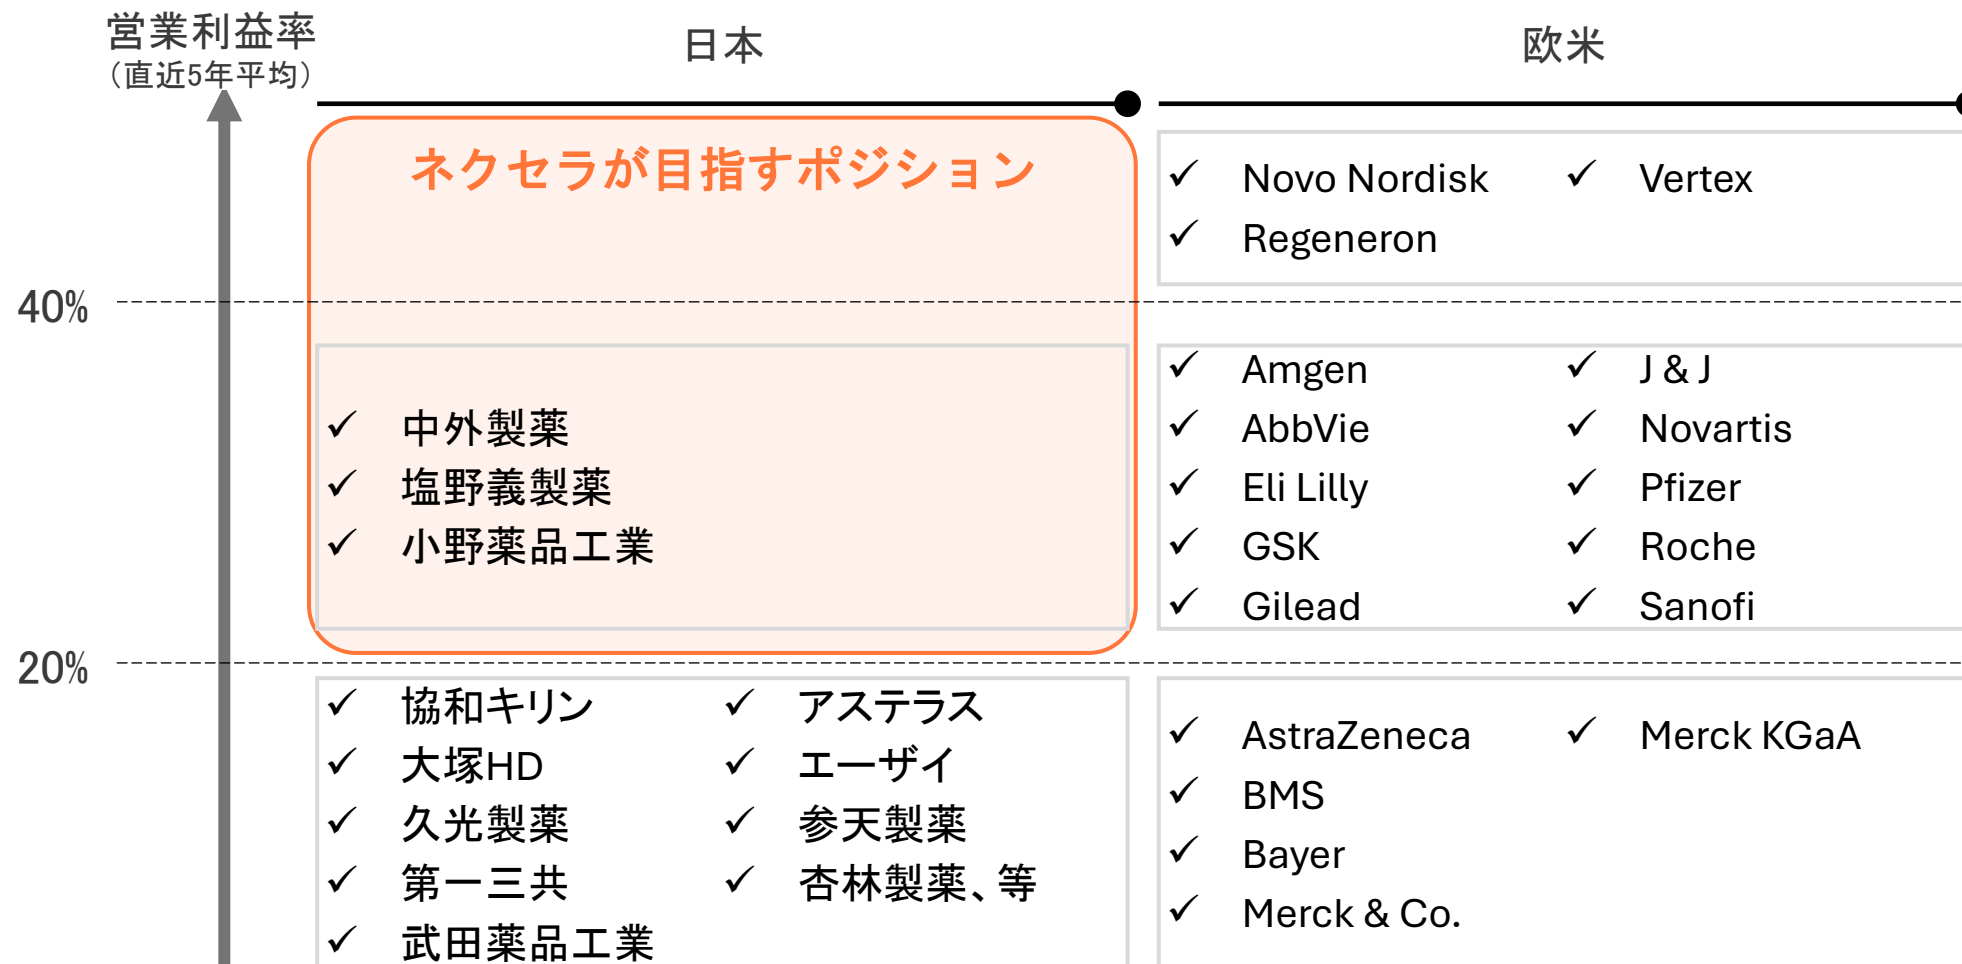 営業利益率
（直近5年平均）
日本
欧米
ネクセラが目指すポジション
✓ Novo Nordisk ✓ Vertex
✓ Regeneron
40%
✓ 中外製薬
✓ 塩野義製薬
✓ 小野薬品工業
✓ Amgen ✓ J & J
✓ AbbVie ✓ Novartis
✓ Eli Lilly ✓ Pfizer
✓ GSK ✓ Roche
✓ Gilead ✓ Sanofi
20%
✓ 協和キリン ✓ アステラス
✓ 大塚HD ✓ エーザイ
✓ 久光製薬 ✓ 参天製薬
✓ 第一三共 ✓ 杏林製薬、等
✓ 武田薬品工業
✓ AstraZeneca ✓ Merck KGaA
✓ BMS
✓ Bayer
✓ Merck & Co.